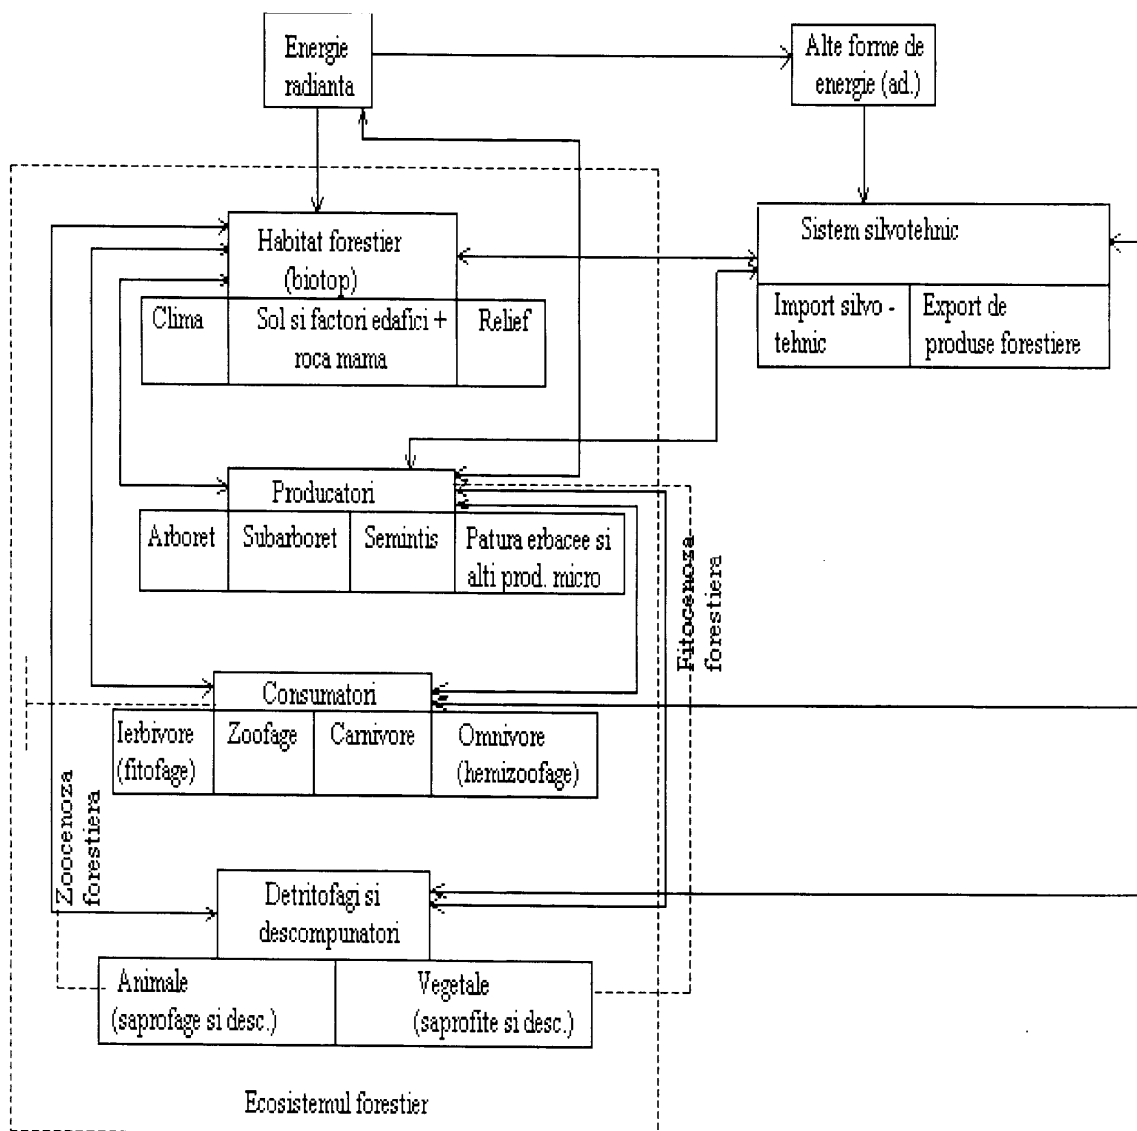 Energie
radianta
Alte forme de
energie (ad.)
Habitat forestier
(biotop)
Clima
Sol si factori edafici +
roca mama
Relief
Sistem silvotehnic
Import silvo -
tehnic
Export de
produse forestiere
Producatori
Arboret
Subarboret
Semintis
Patura erbacee si
alti prod. micro
Fitocenoza
forestiera
Consumatori
Ierbivore
(fitofage)
Zoofage
Carnivore
Omnivore
(hemizoofage)
Zoocenoza
forestiera
Detritofagi si
descompunatori
Animale
(saprofage si desc.)
Vegetale
(saprofite si desc.)
Ecosistemul forestier